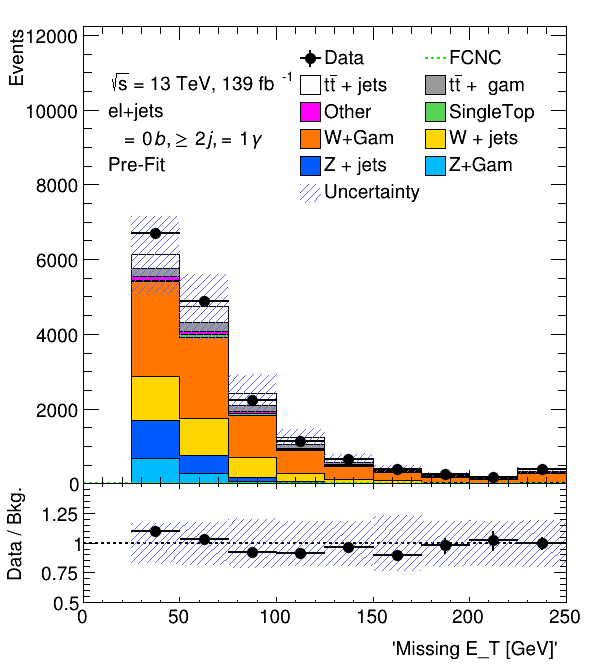 Events
12000
10000
8000
6000
4000
2000
0
√s = 13 TeV, 139 fb⁻¹
el+jets
= 0b, ≥ 2j, = 1γ
Pre-Fit
Data
FCNC
tt̄ + jets
tt̄ + gam
Other
SingleTop
W+Gam
W + jets
Z + jets
Z+Gam
Uncertainty
Data / Bkg.
1.25
1
0.75
0.5
0 50 100 150 200 250
'Missing E_T [GeV]'